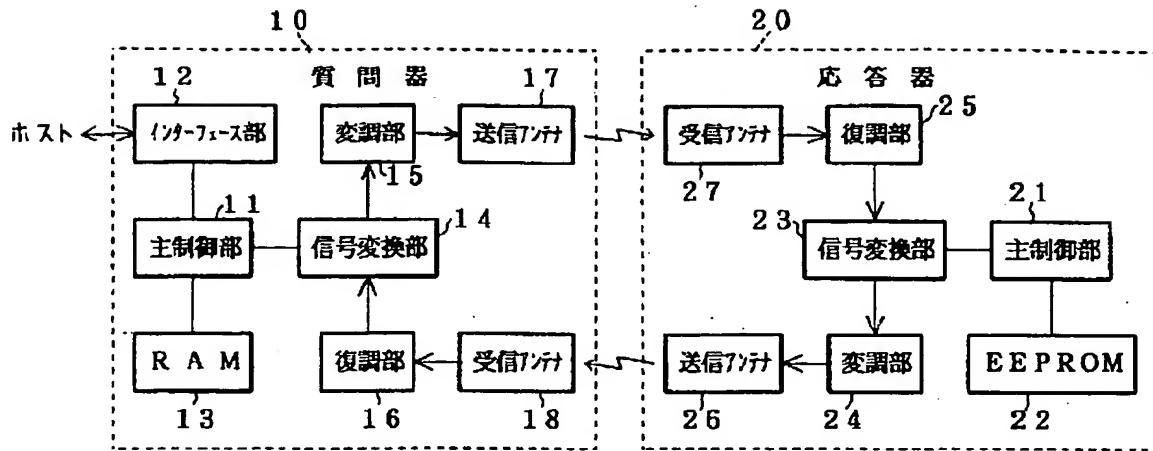 10
20
質問器
応答器
12
17
25
ホスト
インターフェース部
変調部
送信アンテナ
受信アンテナ
復調部
15
27
11
14
23
21
主制御部
信号変換部
信号変換部
主制御部
RAM
復調部
受信アンテナ
送信アンテナ
変調部
EEPROM
13
16
18
26
24
22